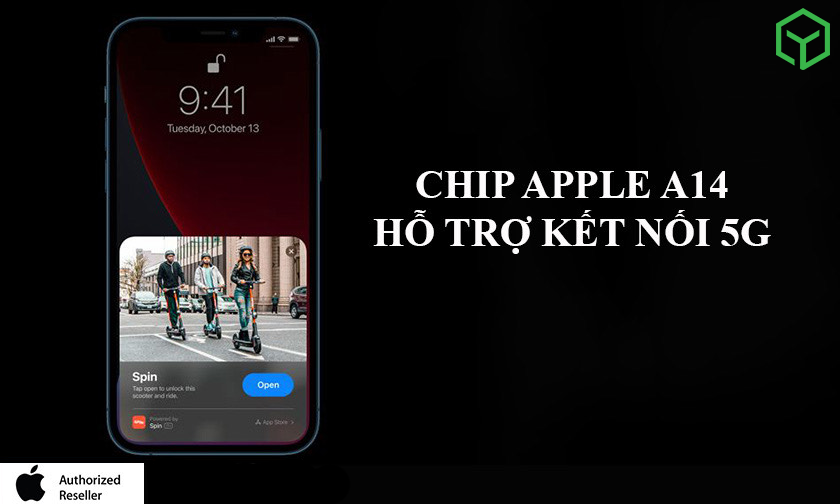 9:41
Tuesday, October 13
CHIP APPLE A14
HỖ TRỢ KẾT NỐI 5G
Spin
Tap open to unlock this
scooter and ride.
Open
Powered by
Spin
App Store >
Authorized
Reseller